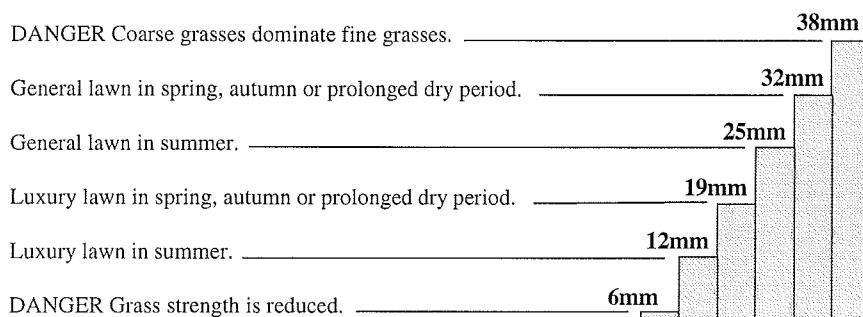 DANGER Coarse grasses dominate fine grasses. 38mm
General lawn in spring, autumn or prolonged dry period. 32mm
General lawn in summer. 25mm
Luxury lawn in spring, autumn or prolonged dry period. 19mm
Luxury lawn in summer. 12mm
DANGER Grass strength is reduced. 6mm